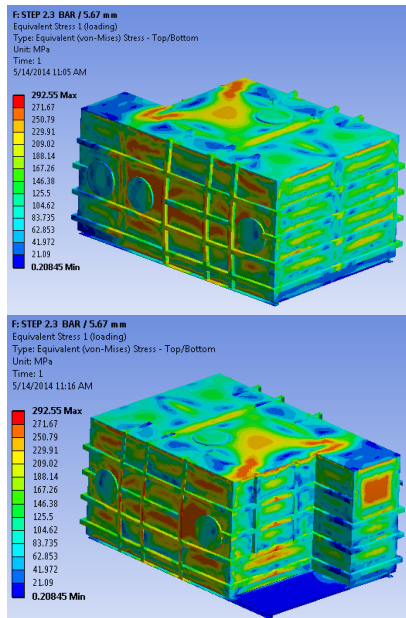 F: STEP 2.3 BAR / 5.67 mm
Equivalent Stress 1 (loading)
Type: Equivalent (von-Mises) Stress - Top/Bottom
Unit: MPa
Time: 1
5/14/2014 11:05 AM
292.55 Max
271.67
250.79
229.91
209.02
188.14
167.26
146.38
125.5
104.62
83.735
62.853
41.972
21.09
0.20845 Min
F: STEP 2.3 BAR / 5.67 mm
Equivalent Stress 1 (loading)
Type: Equivalent (von-Mises) Stress - Top/Bottom
Unit: MPa
Time: 1
5/14/2014 11:16 AM
292.55 Max
271.67
250.79
229.91
209.02
188.14
167.26
146.38
125.5
104.62
83.735
62.853
41.972
21.09
0.20845 Min